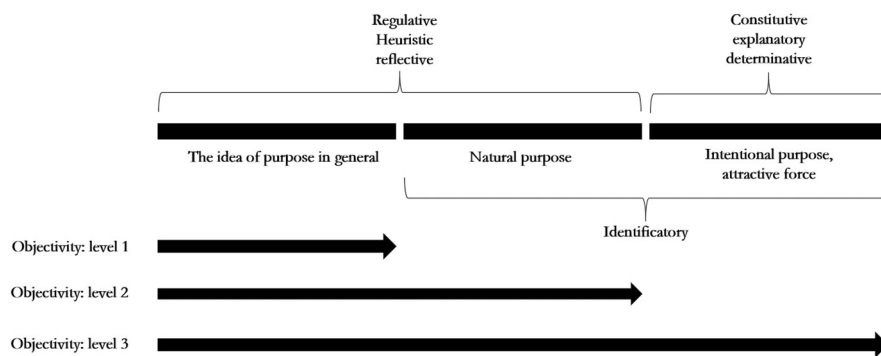 Regulative
Heuristic
reflective
Constitutive
explanatory
determinative
The idea of purpose in general
Natural purpose
Intentional purpose,
attractive force
Identificatory
Objectivity: level 1
Objectivity: level 2
Objectivity: level 3